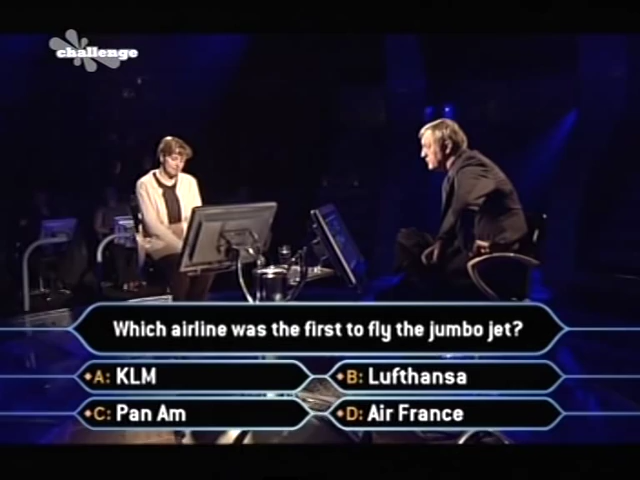 challenge
Which airline was the first to fly the jumbo jet?
A: KLM
B: Lufthansa
C: Pan Am
D: Air France